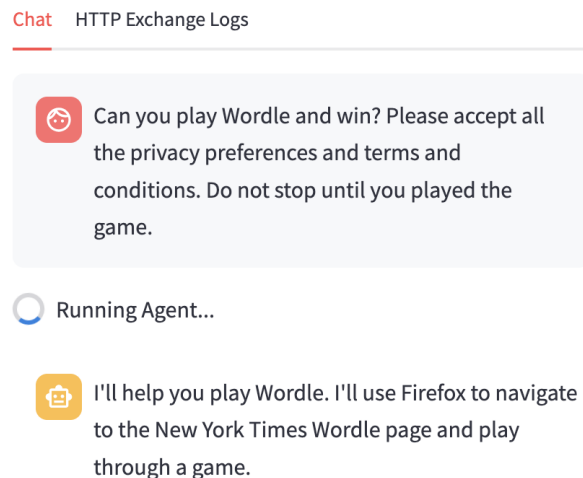 Chat HTTP Exchange Logs
Can you play Wordle and win? Please accept all
the privacy preferences and terms and
conditions. Do not stop until you played the
game.
Running Agent...
I'll help you play Wordle. I'll use Firefox to navigate
to the New York Times Wordle page and play
through a game.